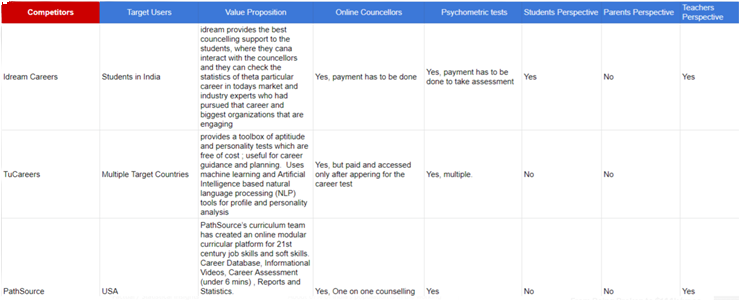 Competitors Target Users Value Proposition Online Councellors Psychometric tests Students Perspective Parents Perspective Teachers Perspective
Idream Careers
Students in India
idream provides the best
councelling support to the
students, where they cana
interact with the councellors
and they can check the
statistics of theta particular
career in todays market and
industry experts who had
pursued that career and
biggest organizations that are
engaging
Yes, payment has to be done
Yes, payment has to be
done to take assessment
Yes
No
Yes
TuCareers
Multiple Target Countries
provides a toolbox of aptitiude
and personality tests which are
free of cost ; useful for career
guidance and planning. Uses
machine learning and Artificial
Intelligence based natural
language processing (NLP)
tools for profile and personality
analysis
Yes, but paid and accessed
only after appering for the
career test
Yes, multiple.
No
No
PathSource
USA
PathSource's curriculum team
has created an online modular
curricular platform for 21st
century job skills and soft skills.
Career Database, Informational
Videos, Career Assessment
(under 6 mins) , Reports and
Statistics.
Yes, One on one counselling
Yes
No
No
Yes